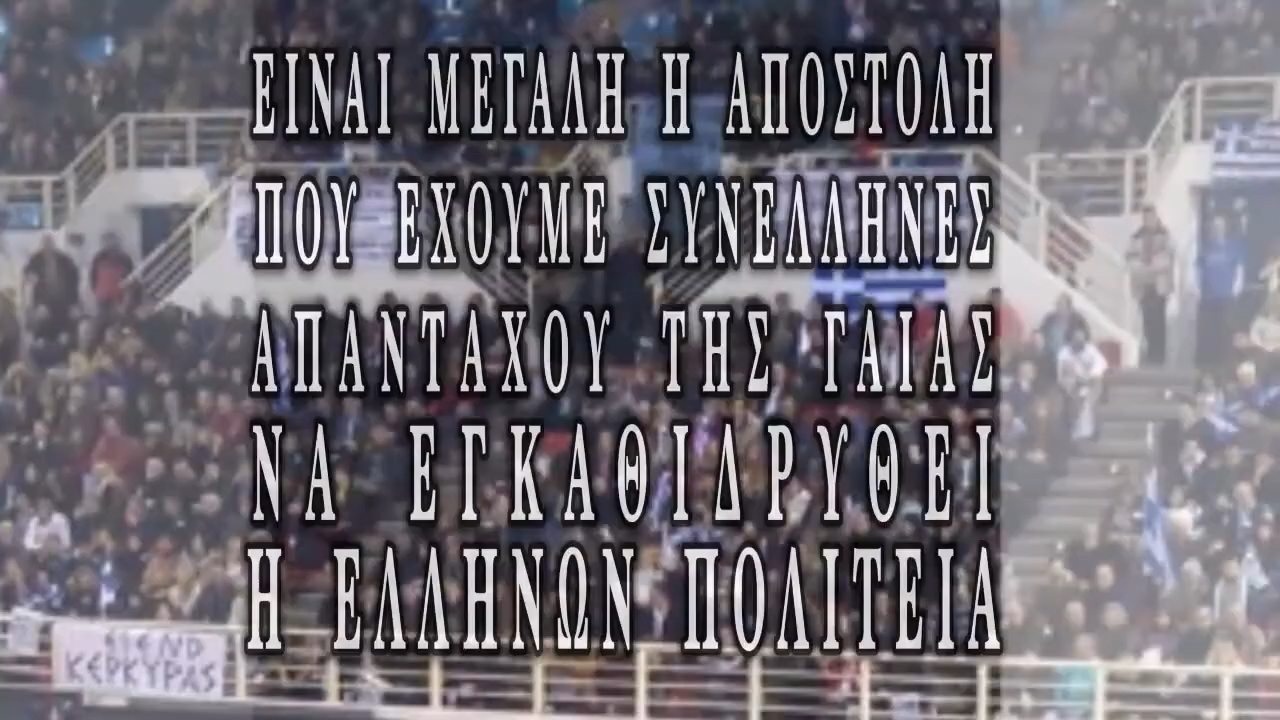 ΕΙΝΑΙ ΜΕΓΑΛΗ Η ΑΠΟΣΤΟΛΗ
ΠΟΥ ΕΧΟΥΜΕ ΣΥΝΕΛΛΗΝΕΣ
ΑΠΑΝΤΑΧΟΥ ΤΗΣ ΓΑΙΑΣ
ΝΑ ΕΓΚΑΘΙΔΡΥΘΕΙ
Η ΕΛΛΗΝΩΝ ΠΟΛΙΤΕΙΑ
ΚΕΡΚΥΡΑΣ